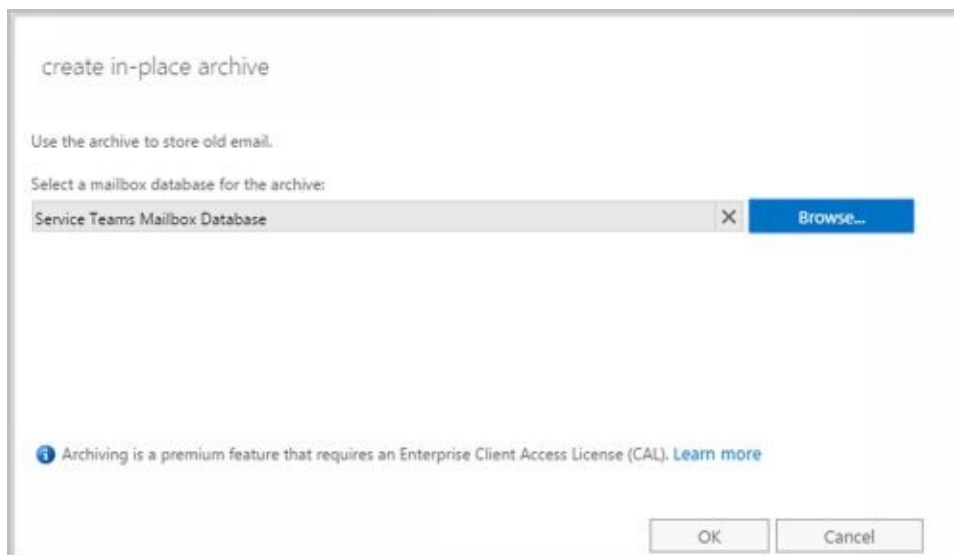 create in-place archive
Use the archive to store old email.
Select a mailbox database for the archive:
Service Teams Mailbox Database
Browse...
Archiving is a premium feature that requires an Enterprise Client Access License (CAL). Learn more
OK
Cancel